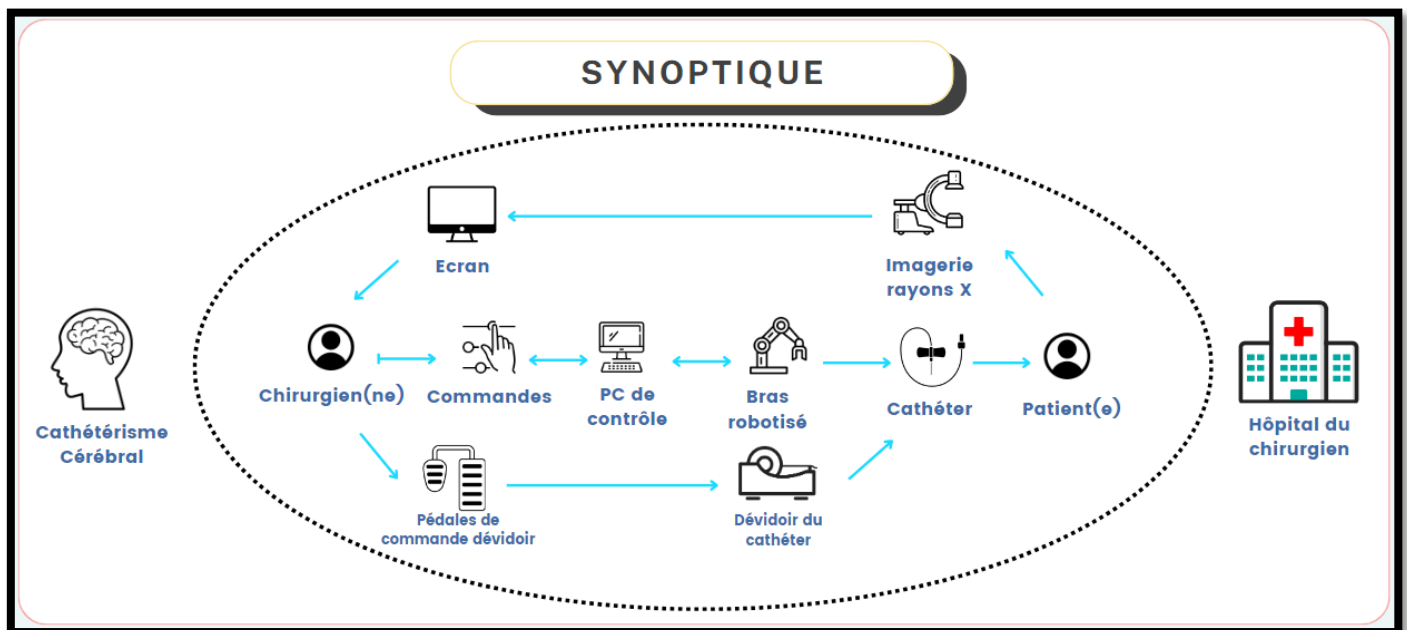 SYNOPTIQUE
Ecran
Imagerie
rayons X
Cathétérisme
Cérébral
Chirurgien(ne)
Commandes
PC de
contrôle
Bras
robotisé
Cathéter
Patient(e)
Hôpital du
chirurgien
Pédales de
commande dévidoir
Dévidoir du
cathéter